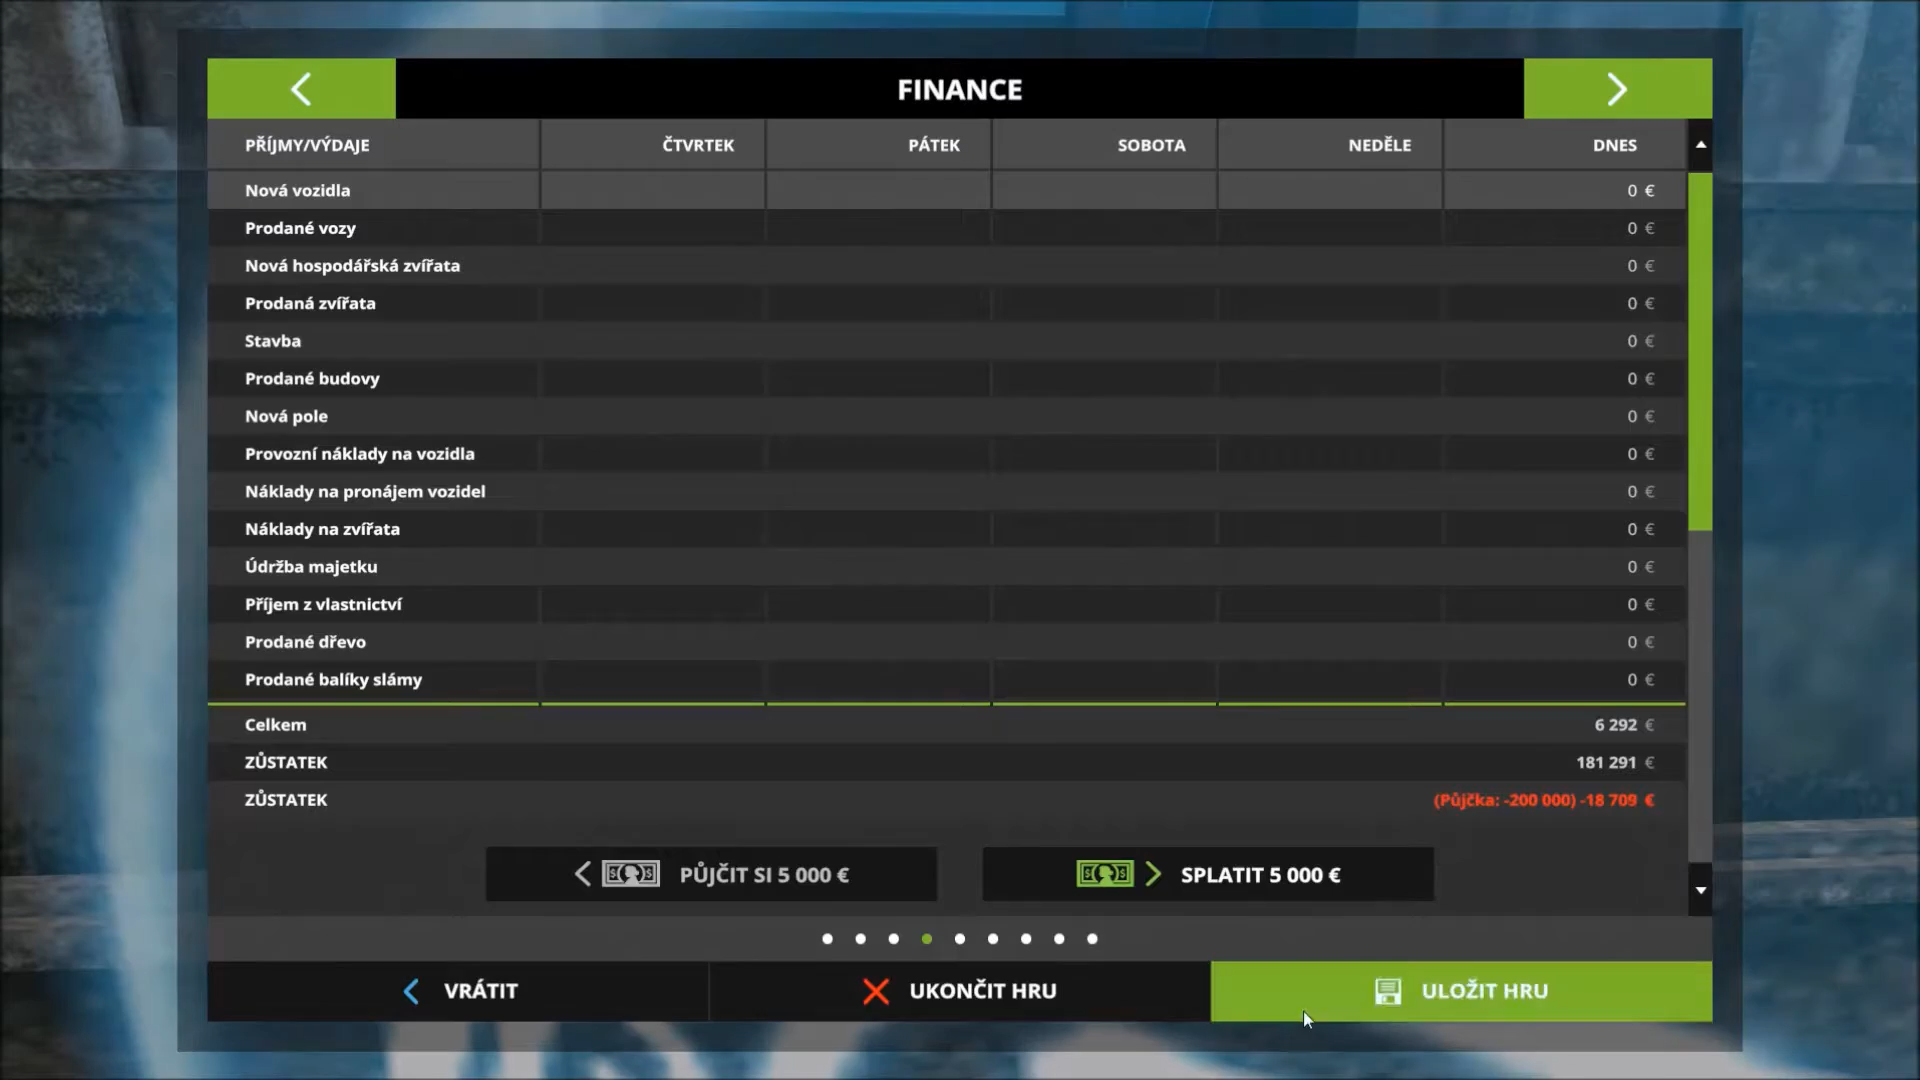 FINANCE
PŘÍJMY/VÝDAJE ČTVRTEK PÁTEK SOBOTA NEDĚLE DNES
Nová vozidla 0 €
Prodané vozy 0 €
Nová hospodářská zvířata 0 €
Prodaná zvířata 0 €
Stavba 0 €
Prodané budovy 0 €
Nová pole 0 €
Provozní náklady na vozidla 0 €
Náklady na pronájem vozidel 0 €
Náklady na zvířata 0 €
Údržba majetku 0 €
Příjem z vlastnictví 0 €
Prodané dřevo 0 €
Prodané balíky slámy 0 €
Celkem 6 292 €
ZŮSTATEK 181 291 €
ZŮSTATEK (Půjčka: -200 000) -18 709 €
PŮJČIT SI 5 000 € SPLATIT 5 000 €
VRÁTIT UKONČIT HRU ULOŽIT HRU